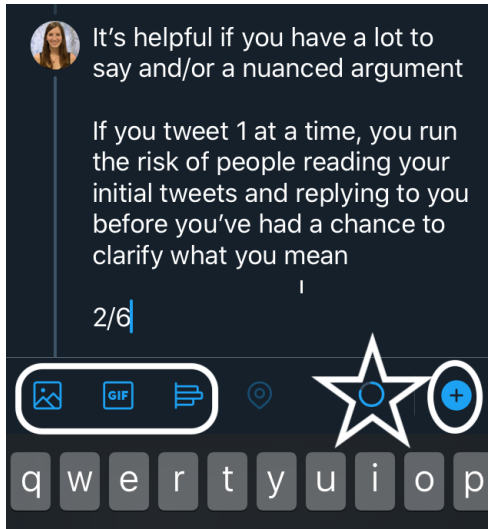 It’s helpful if you have a lot to
say and/or a nuanced argument
If you tweet 1 at a time, you run
the risk of people reading your
initial tweets and replying to you
before you’ve had a chance to
clarify what you mean
2/6
GIF
q w e r t y u i o p